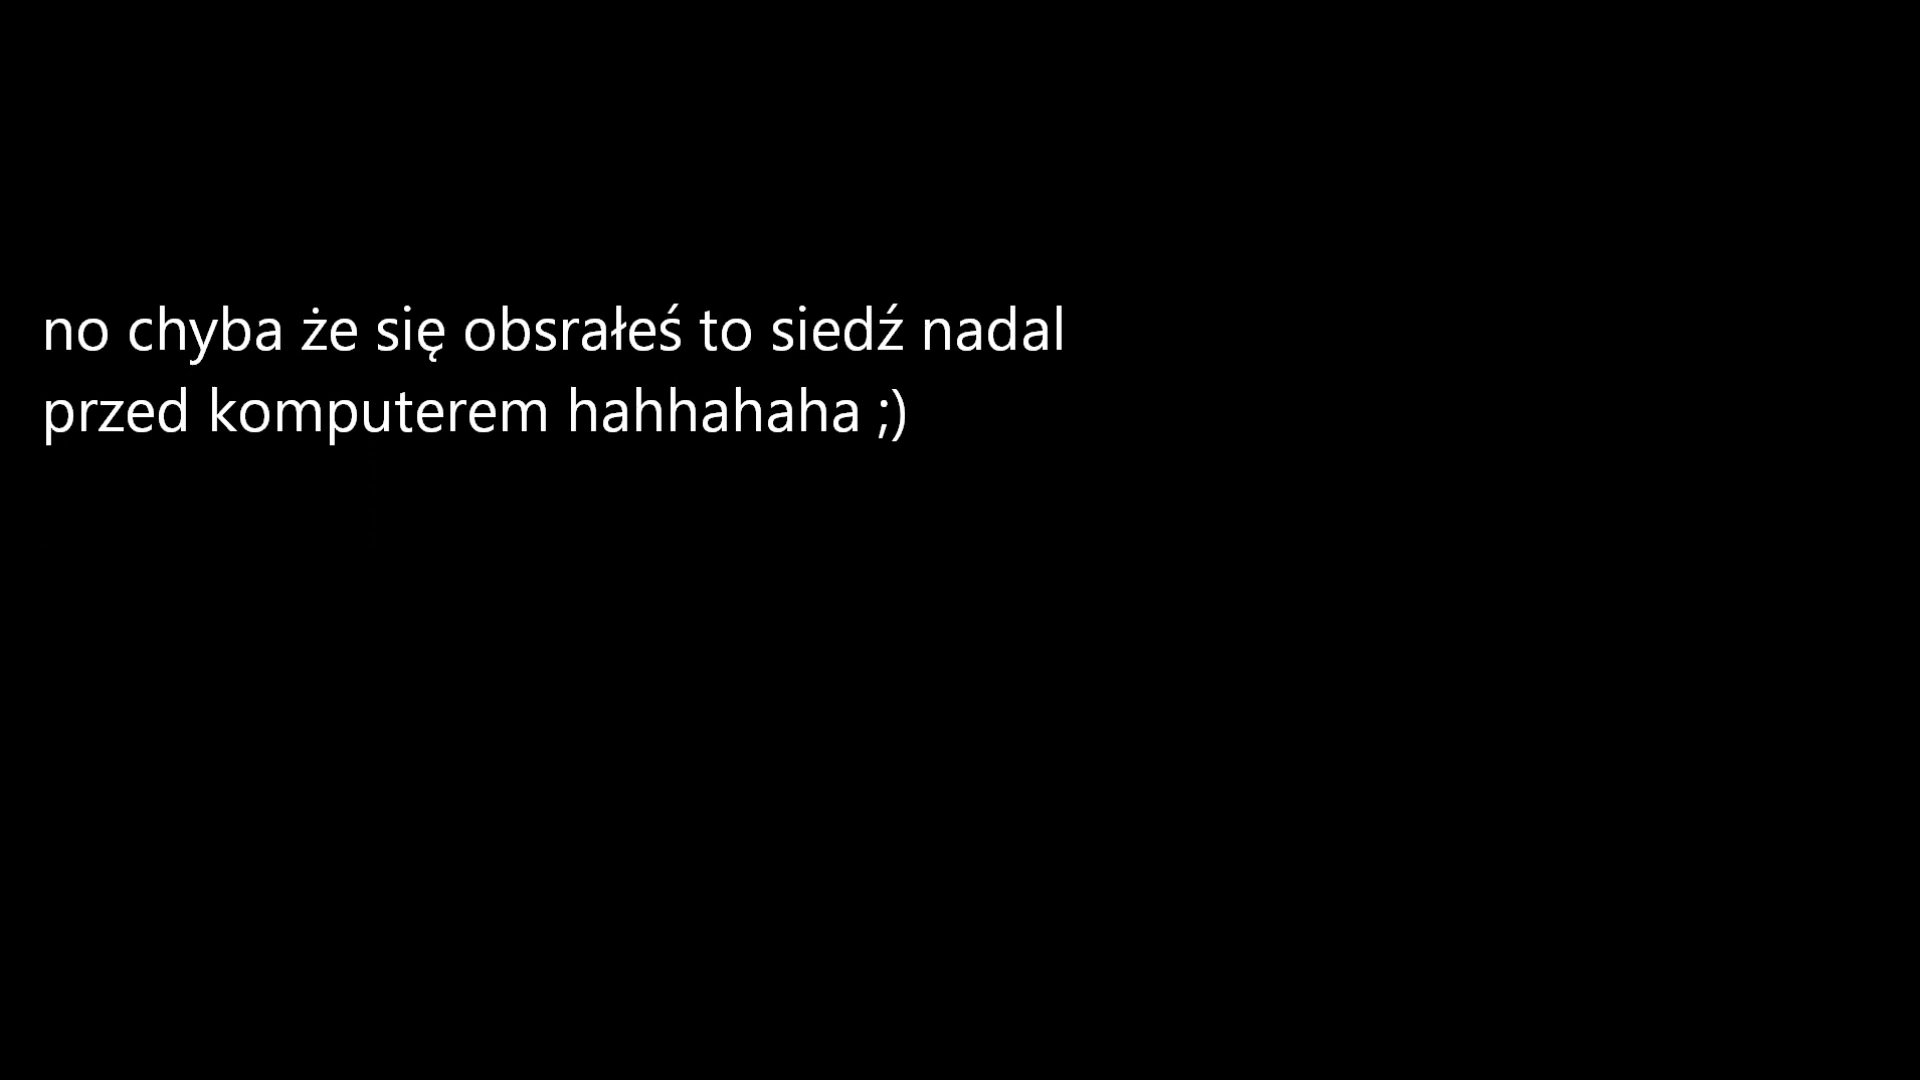 no chyba że się obsrałeś to siedź nadal
przed komputerem hahhahaha ;)